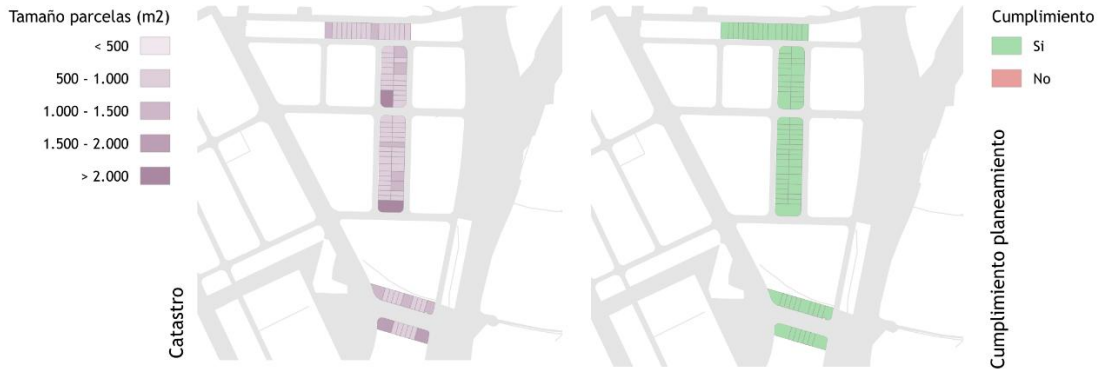 Tamaño parcelas (m2)
< 500
500 - 1.000
1.000 - 1.500
1.500 - 2.000
> 2.000
Catastro
Cumplimiento
Si
No
Cumplimiento planeamiento